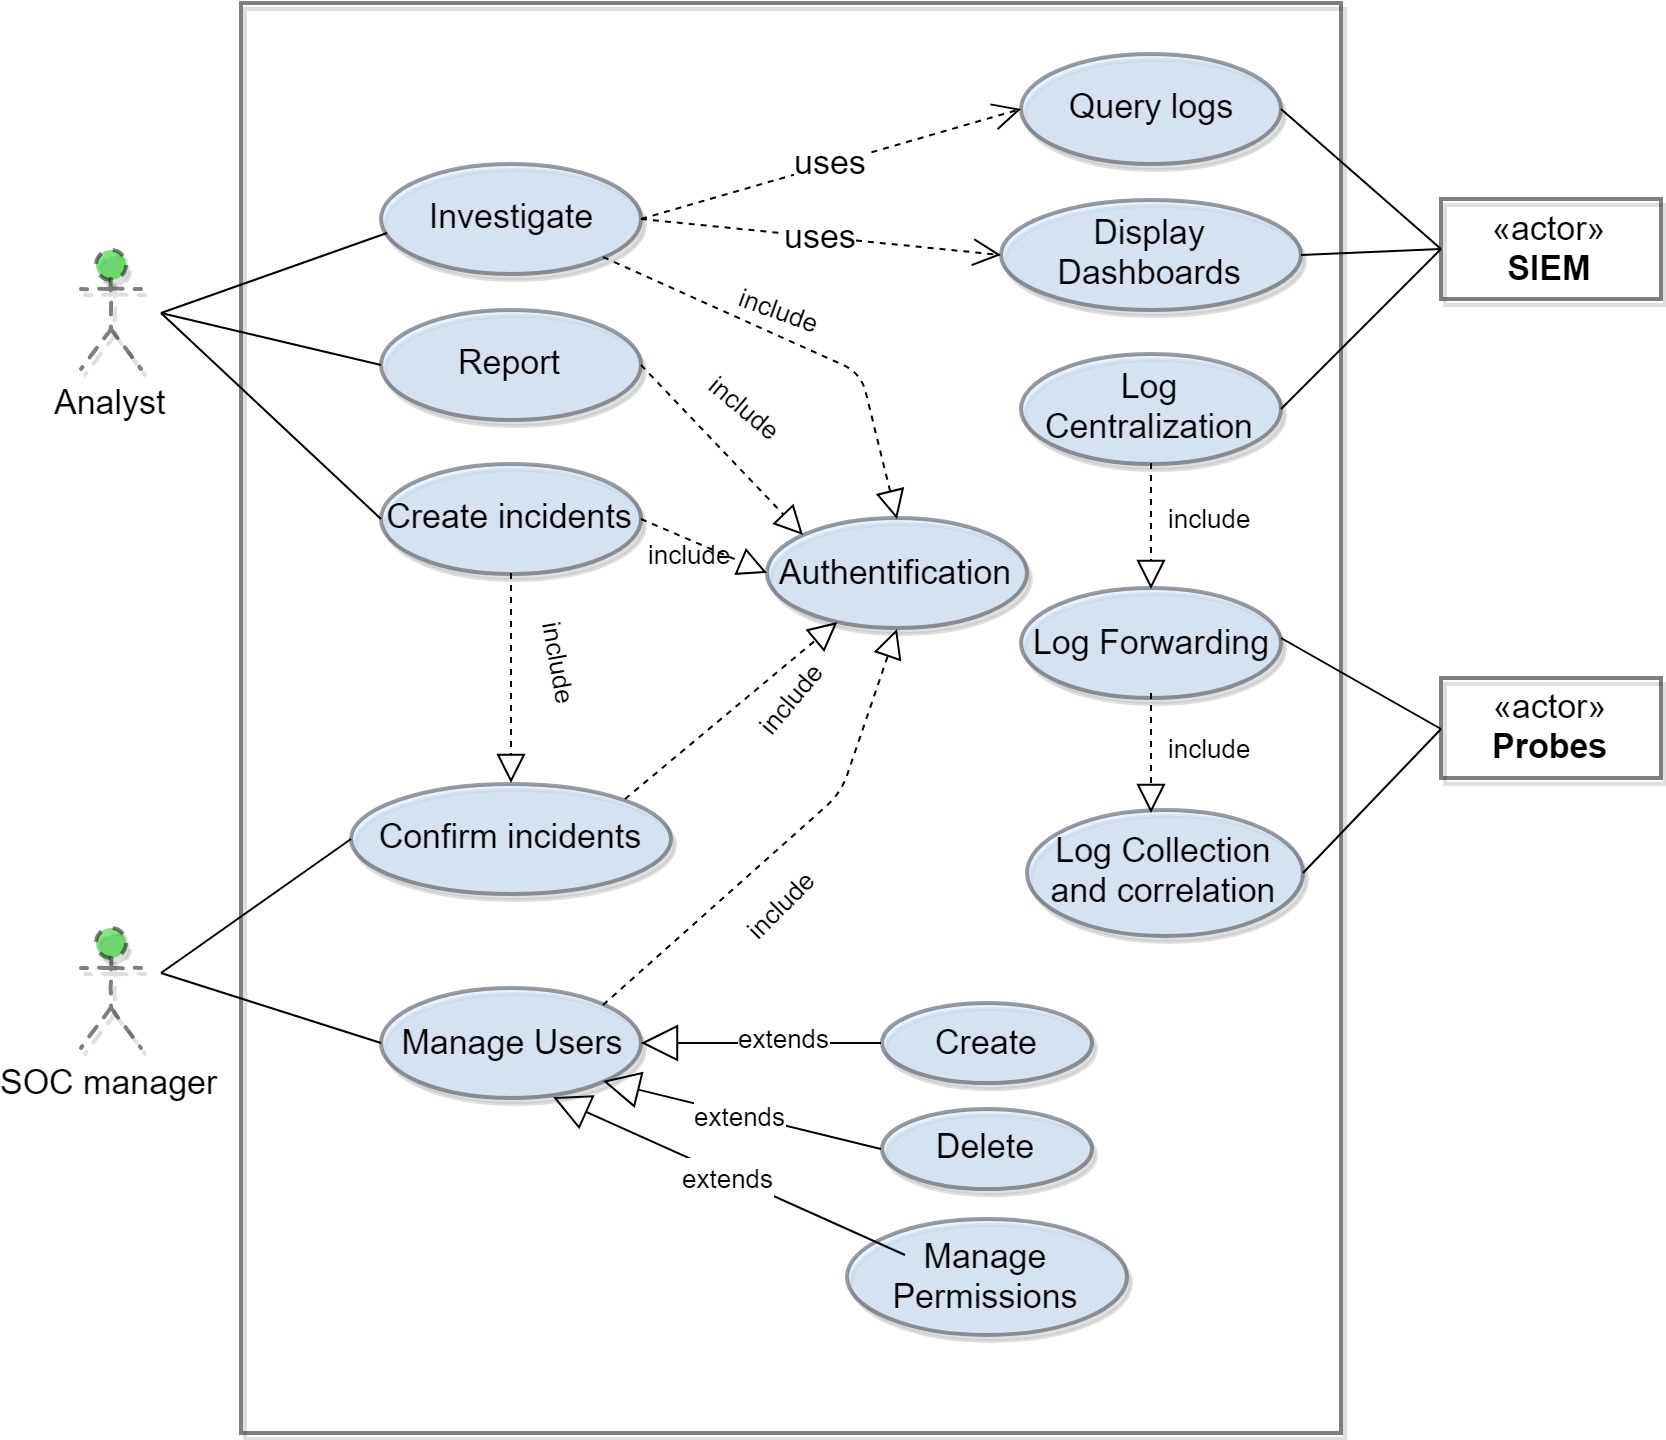 Query logs
uses
Investigate
Display
Dashboards
uses
«actor»
SIEM
include
Report
Analyst
include
Log
Centralization
Create incidents
include
include
Authentification
include
Log Forwarding
include
include
«actor»
Probes
include
Confirm incidents
Log Collection
and correlation
include
SOC manager
Manage Users
extends
Create
extends
Delete
extends
Manage
Permissions